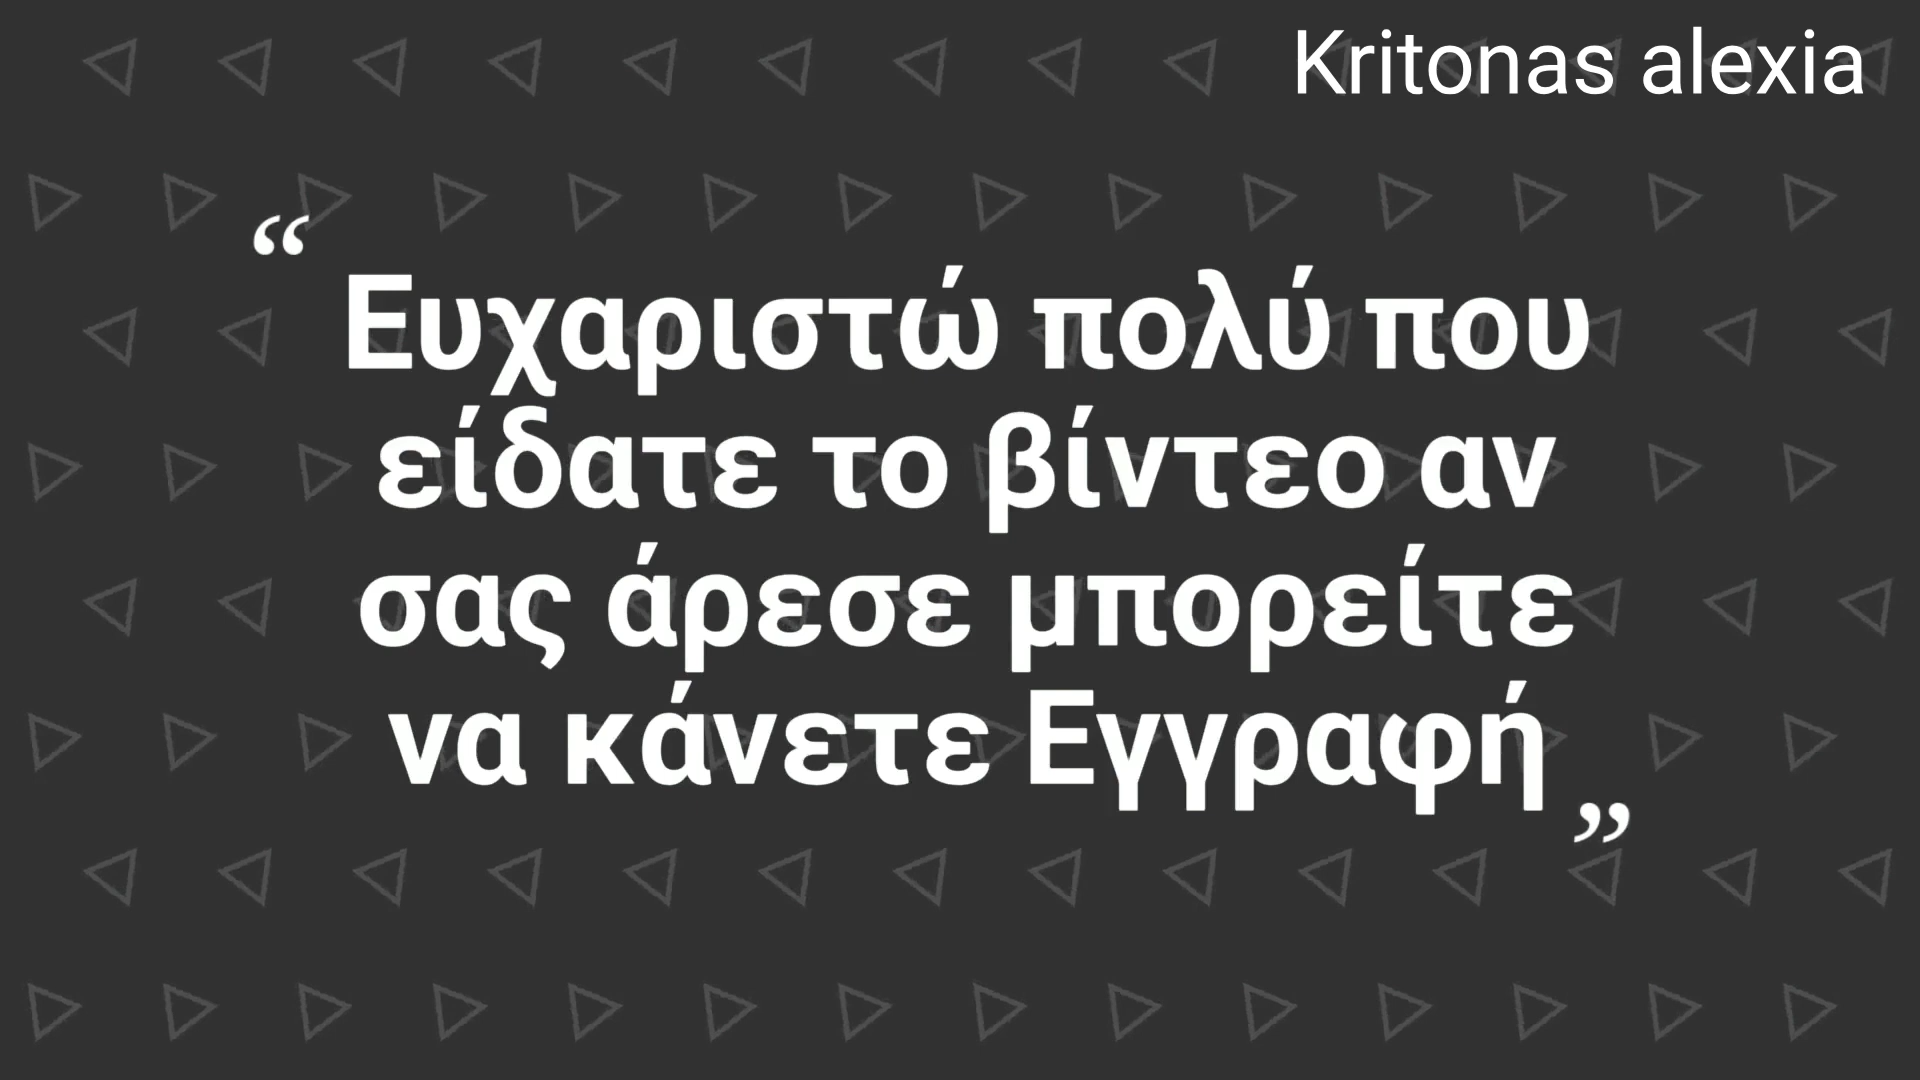 Kritonas alexia
“ Ευχαριστώ πολύ που
είδατε το βίντεο αν
σας άρεσε μπορείτε
να κάνετε Εγγραφή ”